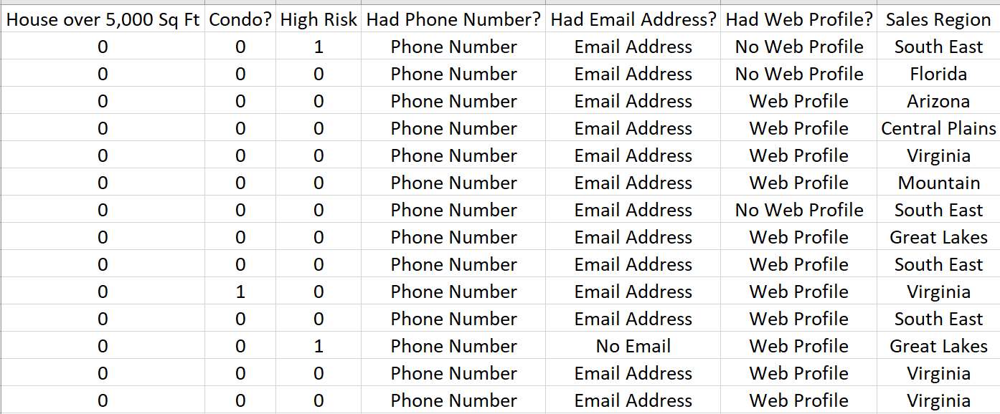 House over 5,000 Sq Ft Condo? High Risk Had Phone Number? Had Email Address? Had Web Profile? Sales Region
0 0 1 Phone Number Email Address No Web Profile South East
0 0 0 Phone Number Email Address No Web Profile Florida
0 0 0 Phone Number Email Address Web Profile Arizona
0 0 0 Phone Number Email Address Web Profile Central Plains
0 0 0 Phone Number Email Address Web Profile Virginia
0 0 0 Phone Number Email Address Web Profile Mountain
0 0 0 Phone Number Email Address No Web Profile South East
0 0 0 Phone Number Email Address Web Profile Great Lakes
0 0 0 Phone Number Email Address Web Profile South East
0 1 0 Phone Number Email Address Web Profile Virginia
0 0 0 Phone Number Email Address Web Profile South East
0 0 1 Phone Number No Email Web Profile Great Lakes
0 0 0 Phone Number Email Address Web Profile Virginia
0 0 0 Phone Number Email Address Web Profile Virginia